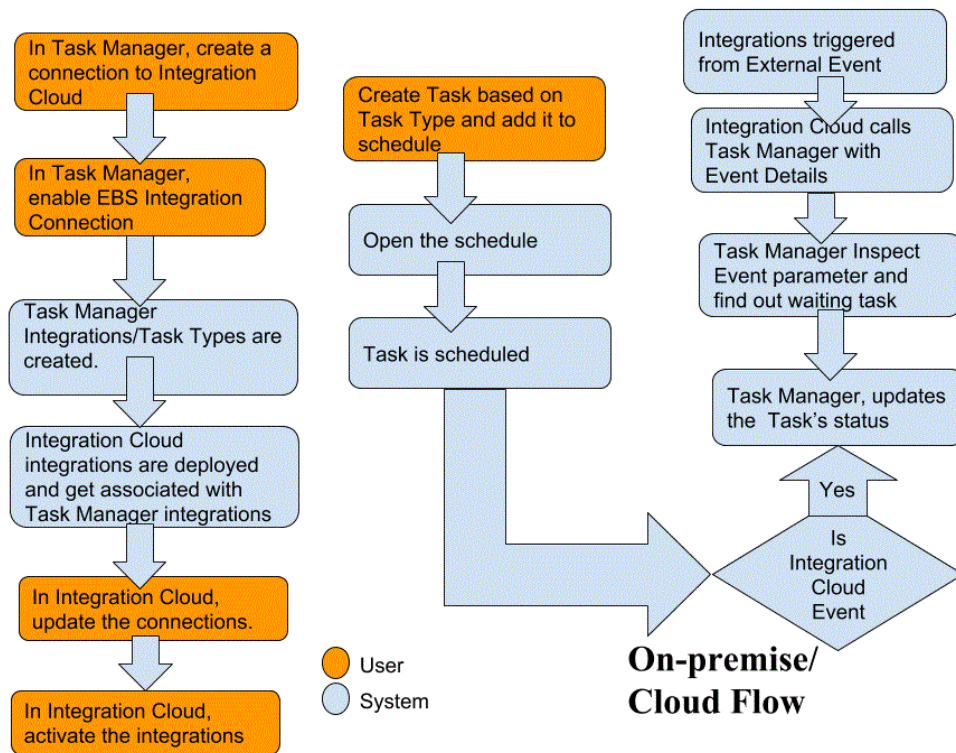 In Task Manager, create a
connection to Integration
Cloud
In Task Manager,
enable EBS Integration
Connection
Task Manager
Integrations/Task Types are
created.
Integration Cloud
integrations are deployed
and get associated with
Task Manager integrations
In Integration Cloud,
update the connections.
In Integration Cloud,
activate the integrations
Create Task based on
Task Type and add it to
schedule
Open the schedule
Task is scheduled
User
System
Integrations triggered
from External Event
Integration Cloud calls
Task Manager with
Event Details
Task Manager Inspect
Event parameter and
find out waiting task
Task Manager, updates
the Task's status
Yes
Is
Integration
Cloud
Event
On-premise/
Cloud Flow